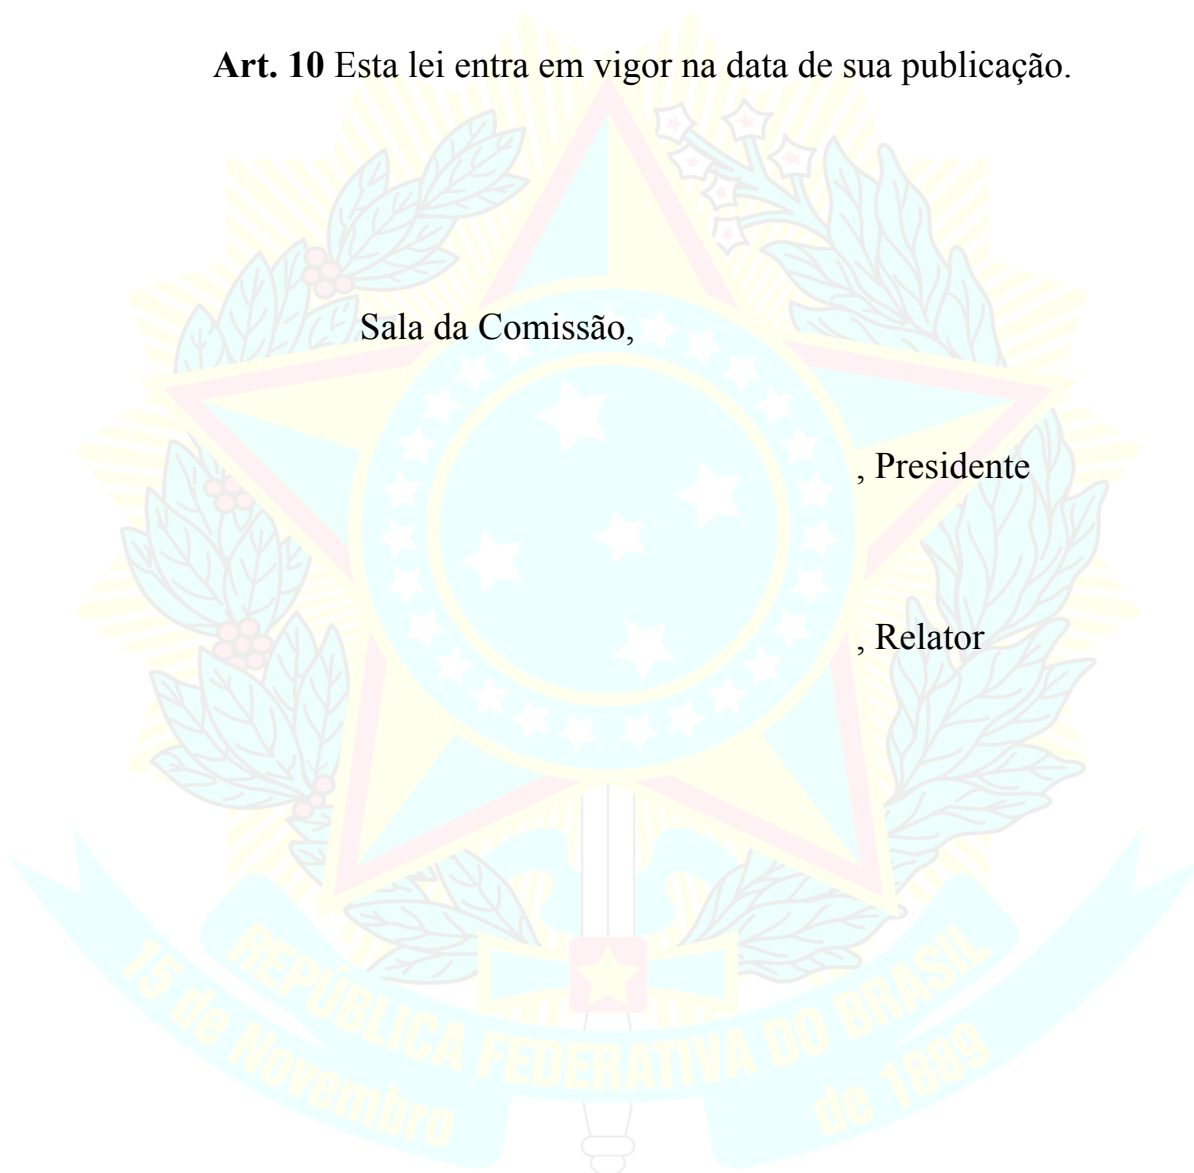 Art. 10 Esta lei entra em vigor na data de sua publicação.
Sala da Comissão,
, Presidente
, Relator
REPÚBLICA FEDERATIVA DO BRASIL
15 de Novembro de 1889